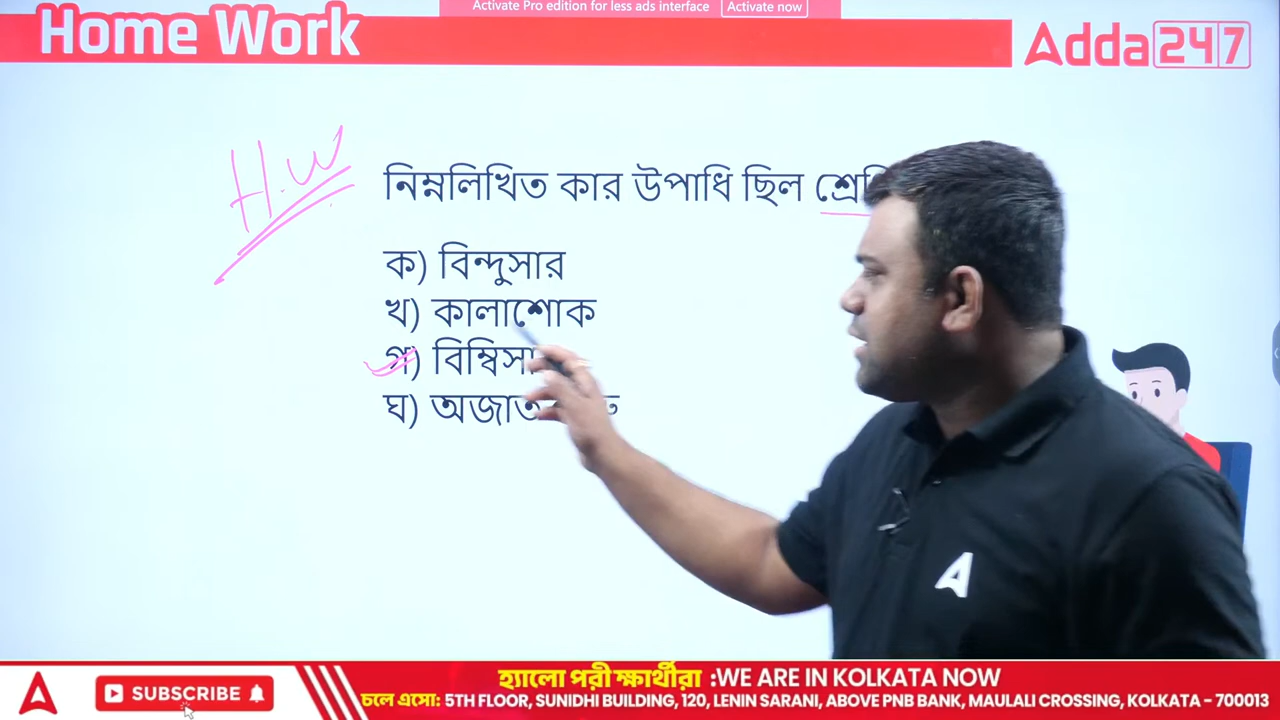 Activate Pro edition for less ads interface Activate now
Home Work
Adda247
H.W
নিম্নলিখিত কার উপাধি ছিল
ক) বিন্দুসার
খ) কালাশোক
গ)
ঘ)
SUBSCRIBE
হ্যালো পরীক্ষার্থীরা :WE ARE IN KOLKATA NOW
চলে এসো: 5TH FLOOR, SUNIDHI BUILDING, 120, LENIN SARANI, ABOVE PNB BANK, MAULALI CROSSING, KOLKATA - 700013